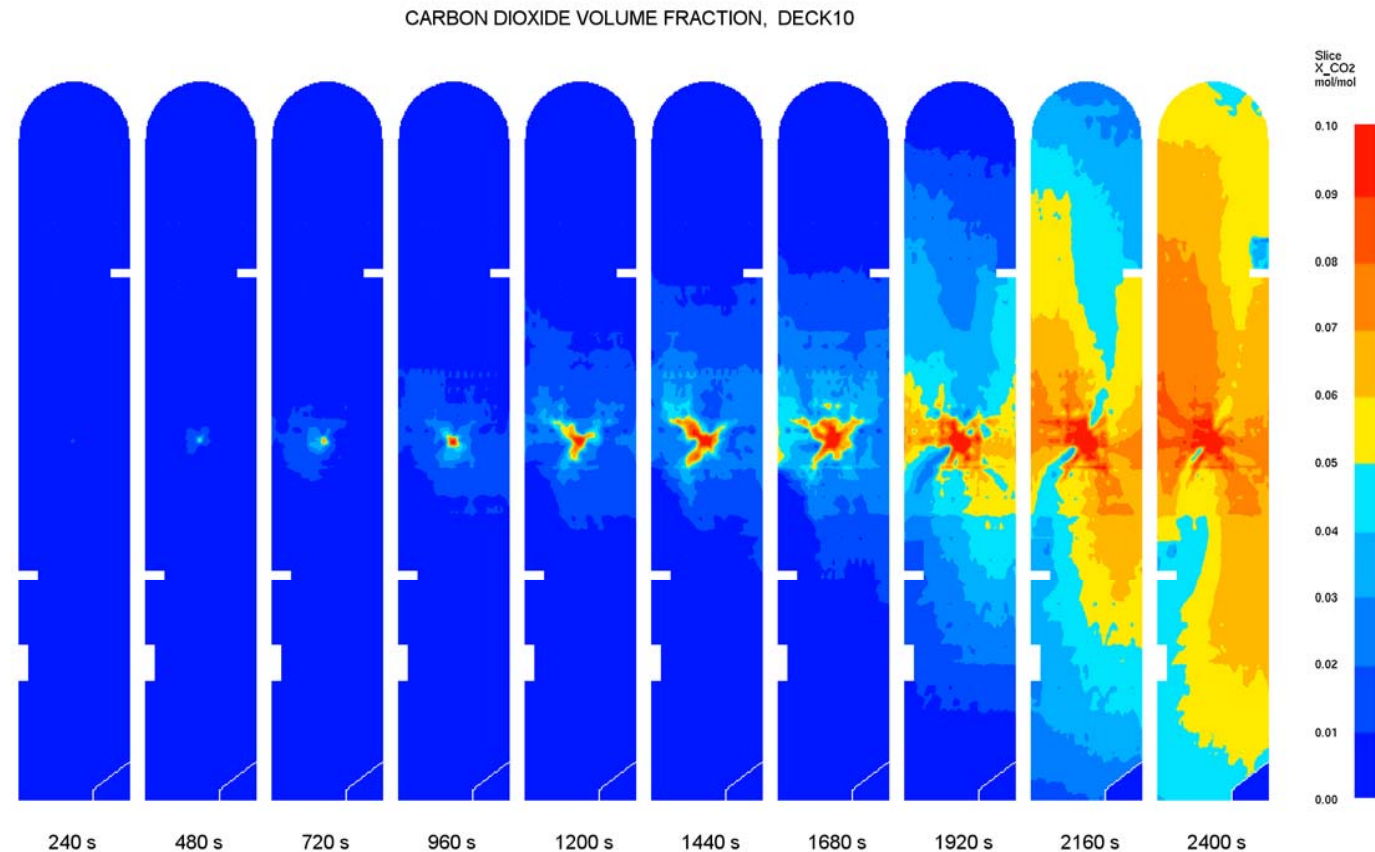 CARBON DIOXIDE VOLUME FRACTION, DECK10
Slice
X_CO2
mol/mol
0.10
0.09
0.08
0.07
0.06
0.05
0.04
0.03
0.02
0.01
0.00
240 s 480 s 720 s 960 s 1200 s 1440 s 1680 s 1920 s 2160 s 2400 s